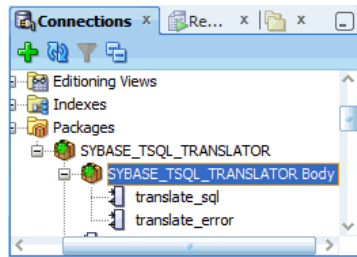 Connections x Re... x x
Editioning Views
Indexes
Packages
SYBASE_TSQL_TRANSLATOR
SYBASE_TSQL_TRANSLATOR Body
translate_sql
translate_error